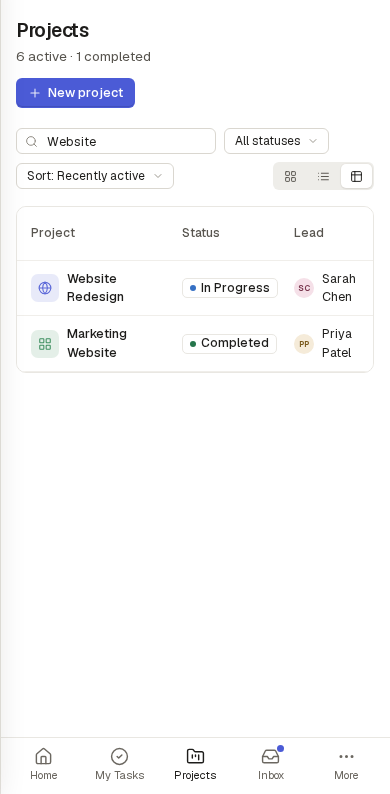 Projects
6 active · 1 completed
New project
Website
All statuses
Sort: Recently active
Project Status Lead
Website Redesign In Progress SC Sarah Chen
Marketing Website Completed PP Priya Patel
Home My Tasks Projects Inbox More